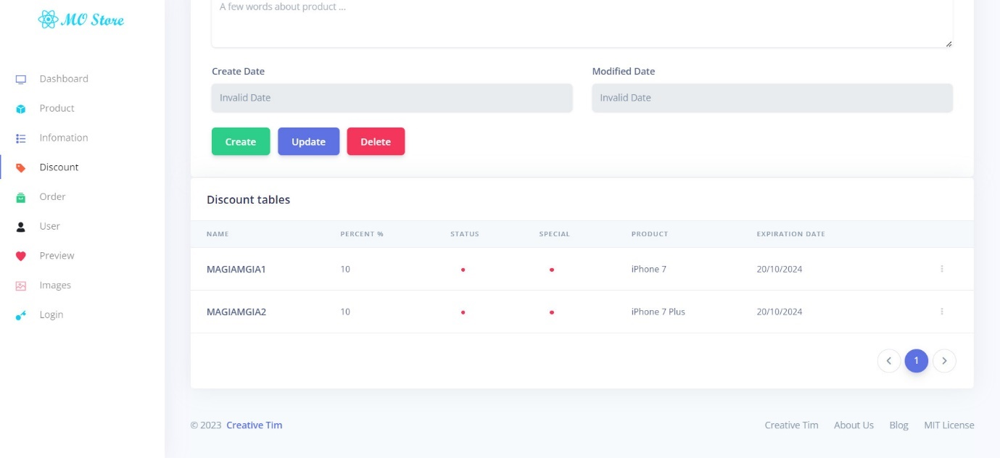 MO Store
A few words about product ...
Create Date Modified Date
Invalid Date Invalid Date
Dashboard
Product
Infomation
Discount
Order
User
Preview
Images
Login
Create Update Delete
Discount tables
NAME PERCENT % STATUS SPECIAL PRODUCT EXPIRATION DATE
MAGIAMGIA1 10 iPhone 7 20/10/2024
MAGIAMGIA2 10 iPhone 7 Plus 20/10/2024
1
© 2023 Creative Tim Creative Tim About Us Blog MIT License